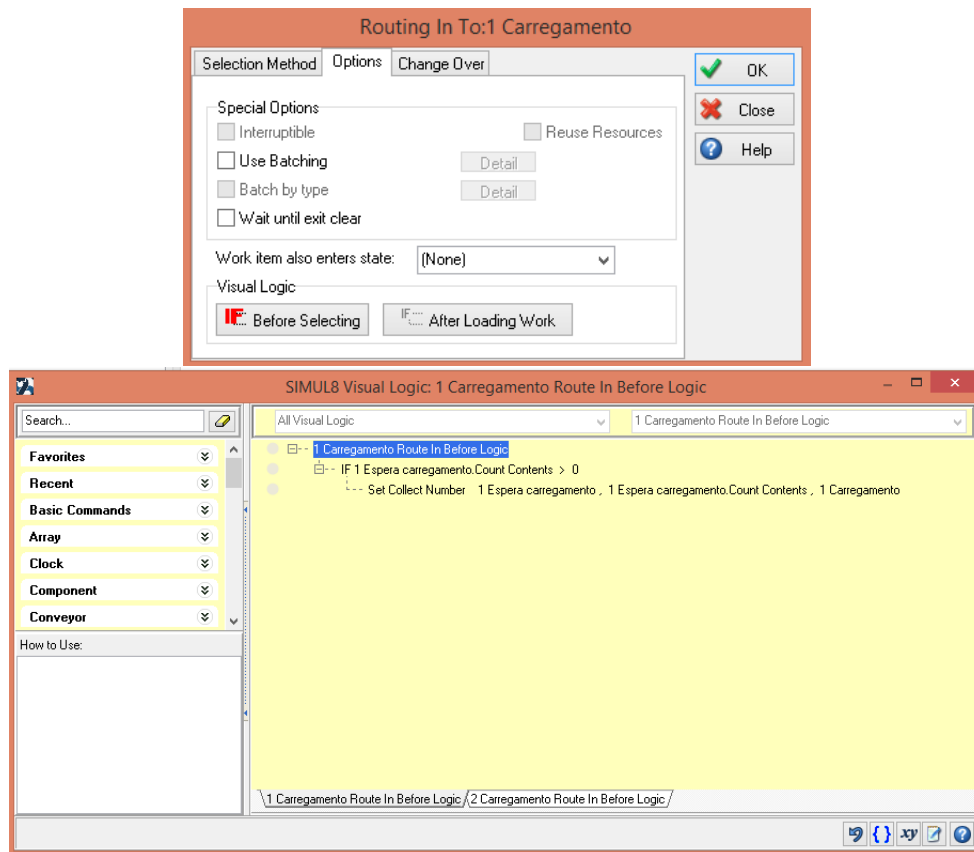 Routing In To:1 Carregamento
Selection Method Options Change Over
OK
Special Options
Close
Interruptible Reuse Resources
Help
Use Batching Detail
Batch by type Detail
Wait until exit clear
Work item also enters state: (None)
Visual Logic
IF Before Selecting IF After Loading Work
SIMUL8 Visual Logic: 1 Carregamento Route In Before Logic
Search... All Visual Logic 1 Carregamento Route In Before Logic
Favorites
Recent
Basic Commands
Array
Clock
Component
Conveyor
How to Use:
1 Carregamento Route In Before Logic
IF 1 Espera carregamento.Count Contents > 0
Set Collect Number 1 Espera carregamento , 1 Espera carregamento.Count Contents , 1 Carregamento
1 Carregamento Route In Before Logic 2 Carregamento Route In Before Logic
{ } xy ?